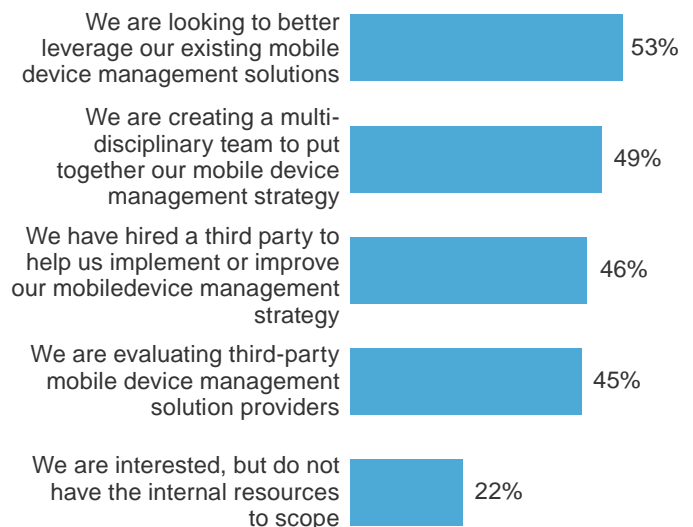 We are looking to better
leverage our existing mobile
device management solutions
53%
We are creating a multi-
disciplinary team to put
together our mobile device
management strategy
49%
We have hired a third party to
help us implement or improve
our mobiledevice management
strategy
46%
We are evaluating third-party
mobile device management
solution providers
45%
We are interested, but do not
have the internal resources
to scope
22%